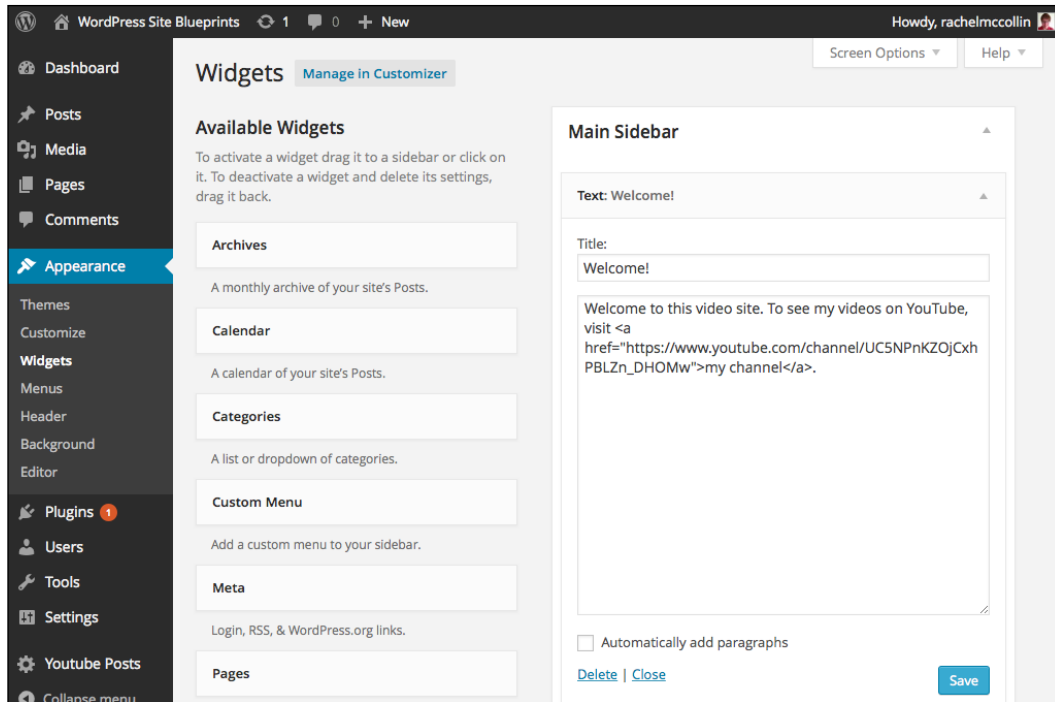 WordPress Site Blueprints 1 0 + New Howdy, rachelmccollin
Screen Options Help
Dashboard
Posts
Media
Pages
Comments
Appearance
Themes
Customize
Widgets
Menus
Header
Background
Editor
Plugins 1
Users
Tools
Settings
Youtube Posts
Collapse menu
Widgets Manage in Customizer
Available Widgets
To activate a widget drag it to a sidebar or click on
it. To deactivate a widget and delete its settings,
drag it back.
Archives
A monthly archive of your site's Posts.
Calendar
A calendar of your site's Posts.
Categories
A list or dropdown of categories.
Custom Menu
Add a custom menu to your sidebar.
Meta
Login, RSS, & WordPress.org links.
Pages
Main Sidebar
Text: Welcome!
Title:
Welcome!
Welcome to this video site. To see my videos on YouTube,
visit <a
href="https://www.youtube.com/channel/UC5NPnKZOjCxh
PBLZn_DHOMw">my channel</a>.
Automatically add paragraphs
Delete | Close
Save